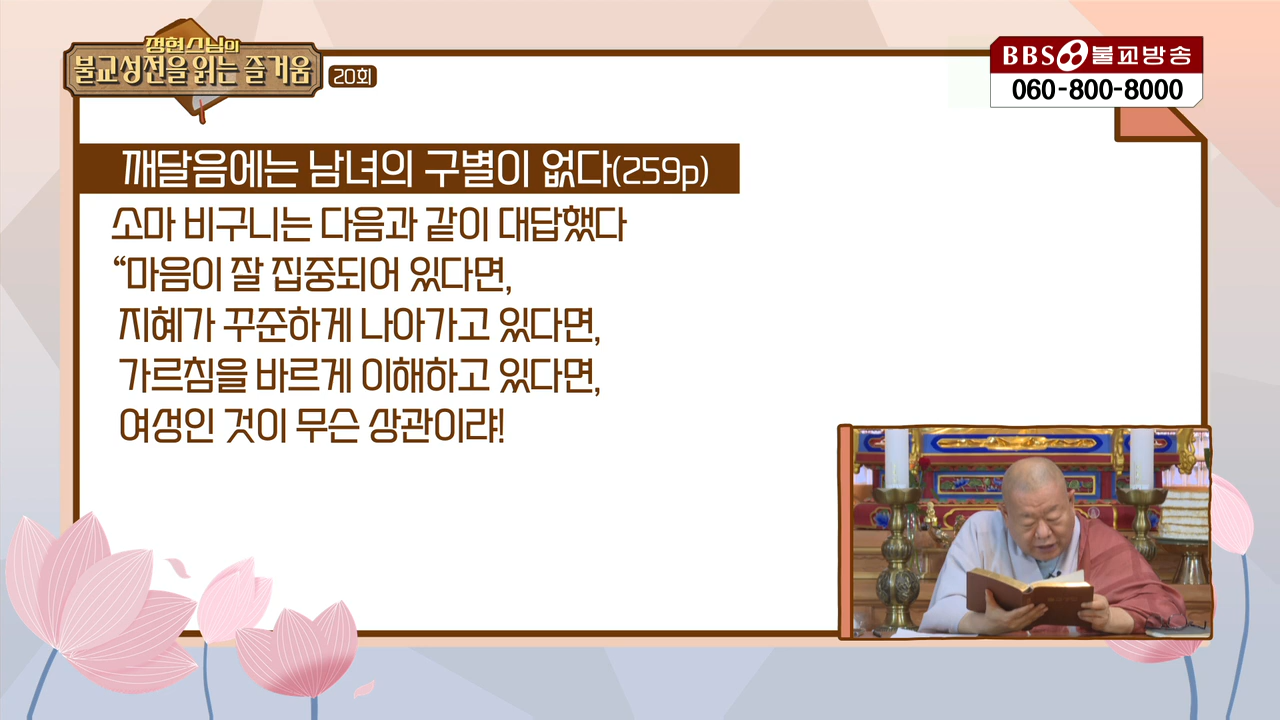 정현스님의
불교성전을 읽는 즐거움
20회
BBS 불교방송
060-800-8000
깨달음에는 남녀의 구별이 없다(259p)
소마 비구니는 다음과 같이 대답했다
“마음이 잘 집중되어 있다면,
지혜가 꾸준하게 나아가고 있다면,
가르침을 바르게 이해하고 있다면,
여성인 것이 무슨 상관이랴!